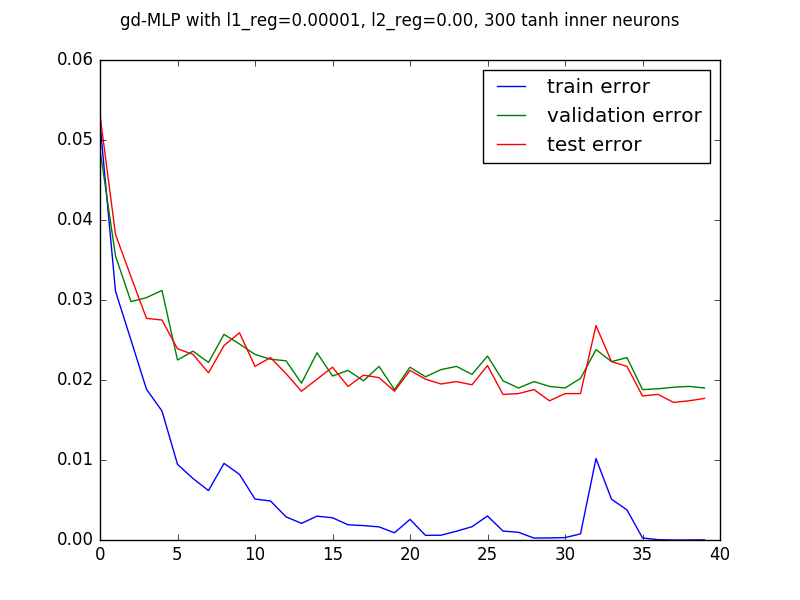 gd-MLP with l1_reg=0.00001, l2_reg=0.00, 300 tanh inner neurons
train error
validation error
test error
0.06
0.05
0.04
0.03
0.02
0.01
0.00
0 5 10 15 20 25 30 35 40